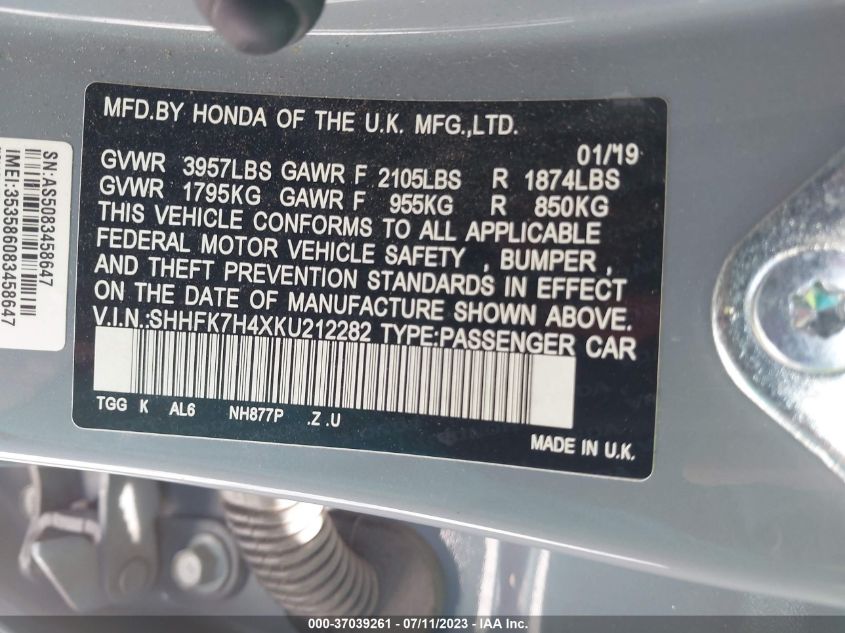 MFD.BY HONDA OF THE U.K. MFG.,LTD.
01/19
GVWR 3957LBS GAWR F 2105LBS R 1874LBS
GVWR 1795KG GAWR F 955KG R 850KG
THIS VEHICLE CONFORMS TO ALL APPLICABLE
FEDERAL MOTOR VEHICLE SAFETY , BUMPER ,
AND THEFT PREVENTION STANDARDS IN EFFECT
ON THE DATE OF MANUFACTURE SHOWN ABOVE.
V.I.N.:SHHFK7H4XKU212282 TYPE:PASSENGER CAR
TGG K AL6 NH877P .Z .U
MADE IN U.K.
SN:AS5083458647
IMEI:353586083458647
000-37039261 - 07/11/2023 - IAA Inc.